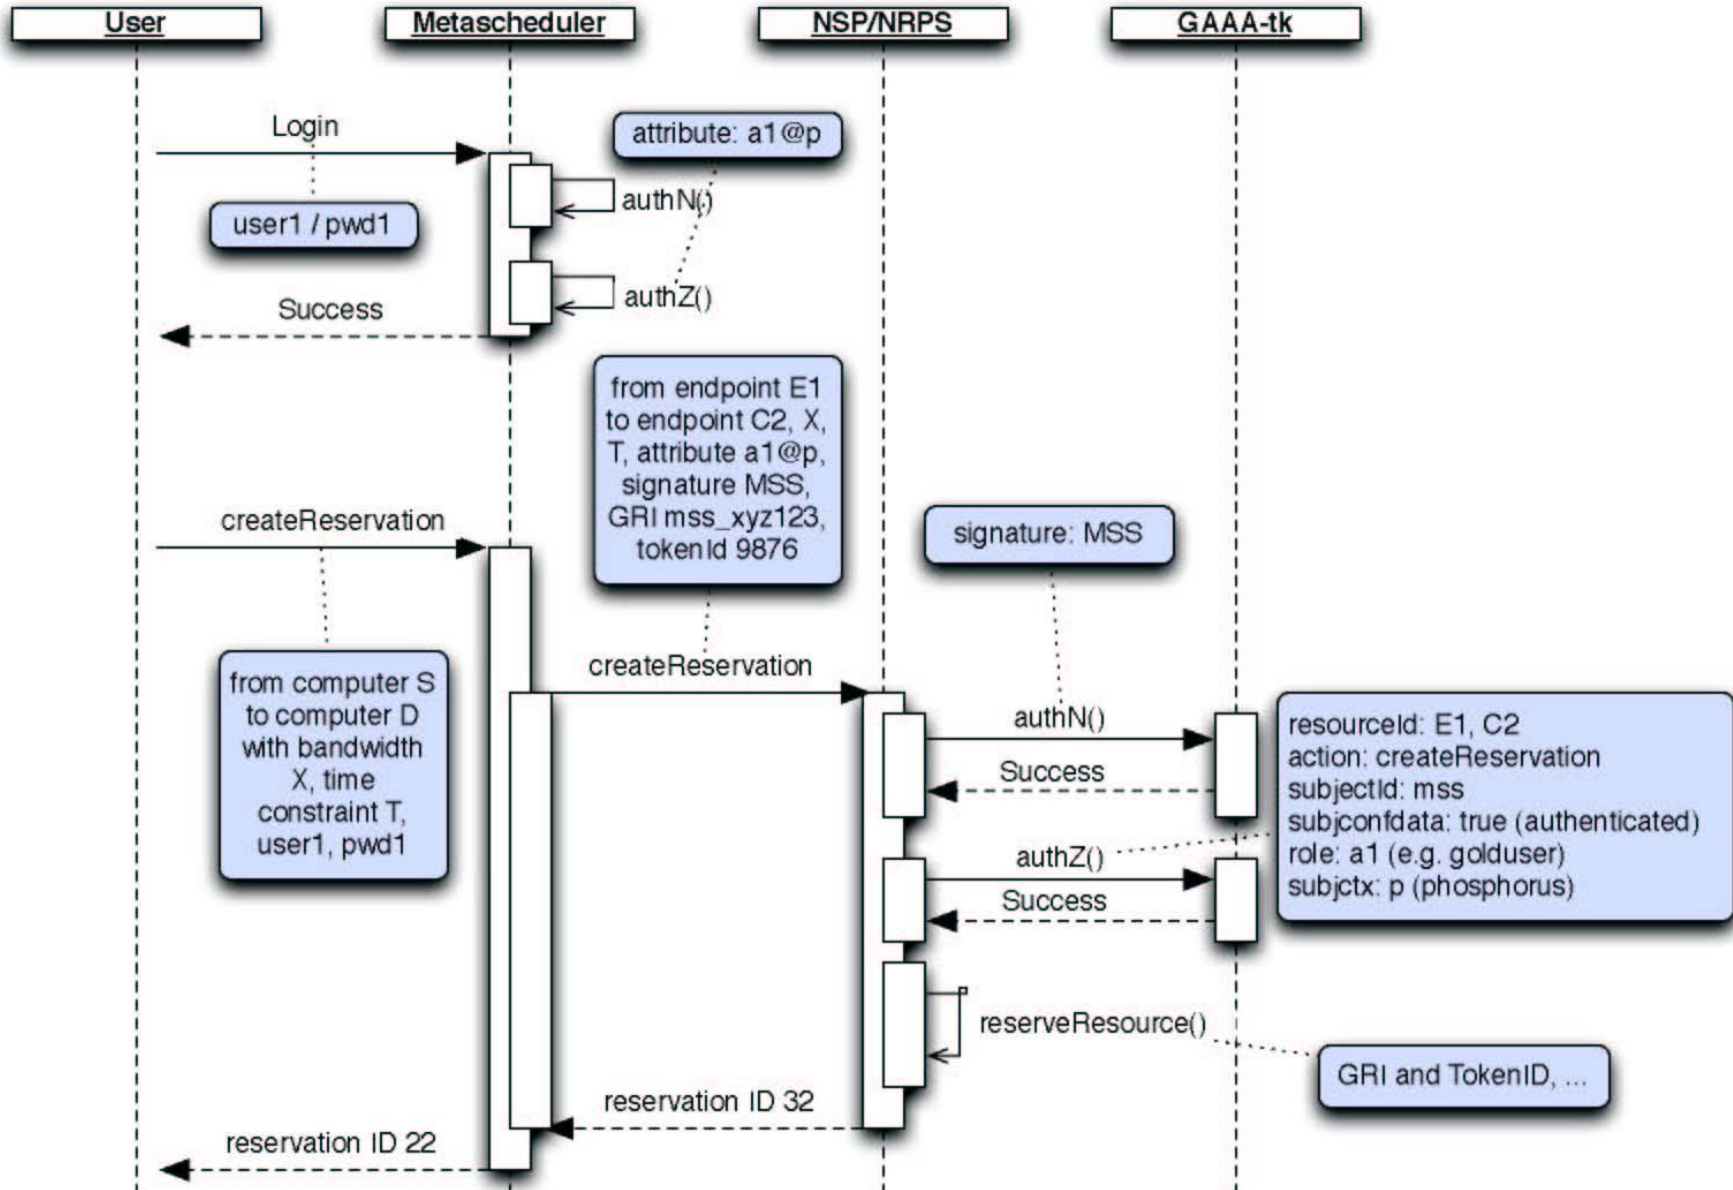 User
Metascheduler
NSP/NRPS
GAAA-tk
Login
attribute: a1@p
authN()
user1 / pwd1
authZ()
Success
from endpoint E1
to endpoint C2, X,
T, attribute a1@p,
signature MSS,
GRI mss_xyz123,
tokenId 9876
createReservation
signature: MSS
from computer S
to computer D
with bandwidth
X, time
constraint T,
user1, pwd1
createReservation
authN()
Success
resourceId: E1, C2
action: createReservation
subjectId: mss
subjconfdata: true (authenticated)
role: a1 (e.g. golduser)
subjctx: p (phosphorus)
authZ()
Success
reserveResource()
GRI and TokenID, ...
reservation ID 32
reservation ID 22